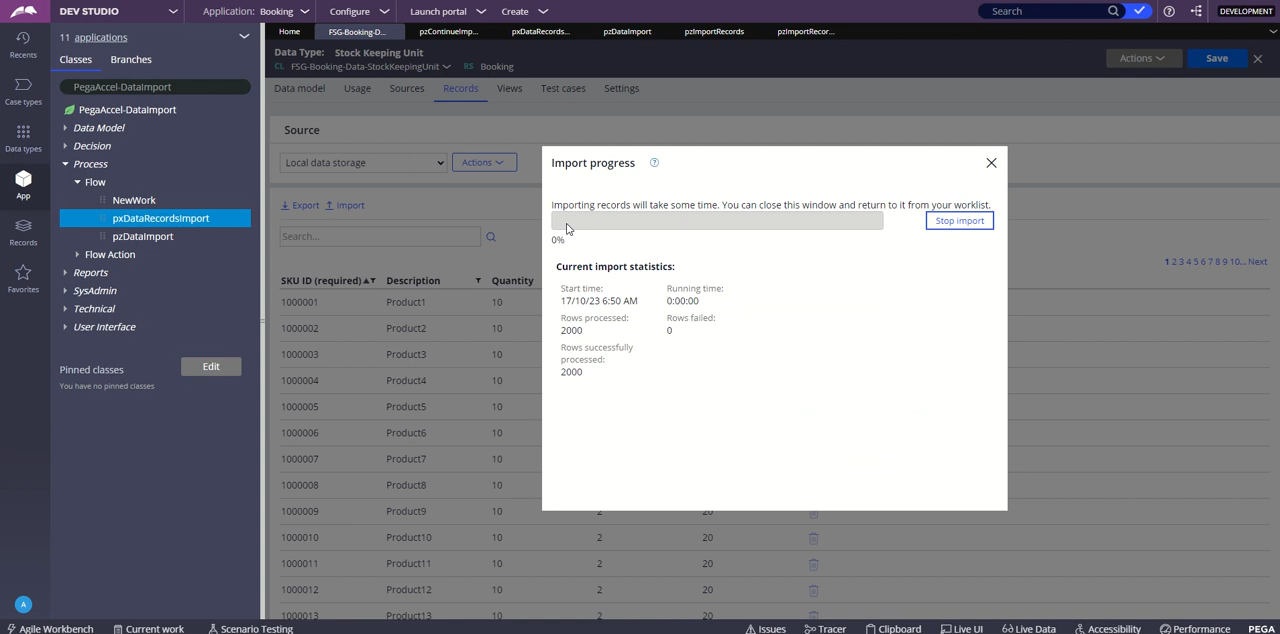 DEV STUDIO
Application: Booking
Configure
Launch portal
Create
Search
DEVELOPMENT
Recents
Case types
Data types
App
Records
Favorites
A
11 applications
Classes Branches
PegaAccel-DataImport
PegaAccel-DataImport
Data Model
Decision
Process
Flow
NewWork
pxDataRecordsImport
pzDataImport
Flow Action
Reports
SysAdmin
Technical
User Interface
Pinned classes
Edit
You have no pinned classes
Home FSG-Booking-D... pzContinueImp... pxDataRecords... pzDataImport pzImportRecords pzImportRecor...
Data Type: Stock Keeping Unit
CL FSG-Booking-Data-StockKeepingUnit RS Booking
Actions Save
Data model Usage Sources Records Views Test cases Settings
Source
Local data storage Actions
Export Import
Search...
1 2 3 4 5 6 7 8 9 10... Next
SKU ID (required) Description Quantity
1000001 Product1 10
1000002 Product2 10
1000003 Product3 10
1000004 Product4 10
1000005 Product5 10
1000006 Product6 10
1000007 Product7 10
1000008 Product8 10
1000009 Product9 10 2 20
1000010 Product10 10 2 20
1000011 Product11 10 2 20
1000012 Product12 10 2 20
1000013 Product13 10 2 20
Import progress
Importing records will take some time. You can close this window and return to it from your worklist.
Stop import
0%
Current import statistics:
Start time: Running time:
17/10/23 6:50 AM 0:00:00
Rows processed: Rows failed:
2000 0
Rows successfully
processed:
2000
Agile Workbench Current work Scenario Testing Issues Tracer Clipboard Live UI Live Data Accessibility Performance PEGA